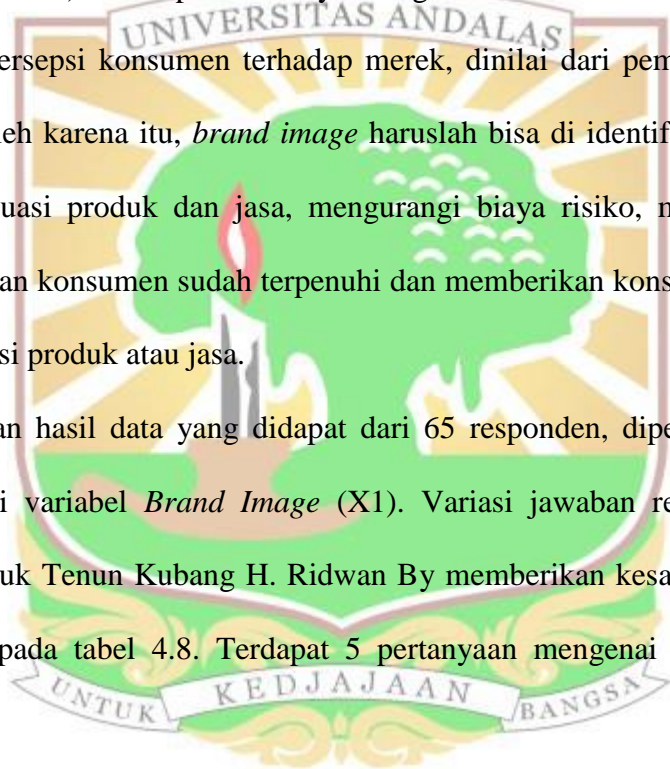 UNIVERSITAS ANDALAS
ersepsi konsumen terhadap merek, dinilai dari pem
eh karena itu, brand image haruslah bisa di identif
uasi produk dan jasa, mengurangi biaya risiko, m
an konsumen sudah terpenuhi dan memberikan kons
si produk atau jasa.
an hasil data yang didapat dari 65 responden, dipe
i variabel Brand Image (X1). Variasi jawaban re
uk Tenun Kubang H. Ridwan By memberikan kesa
pada tabel 4.8. Terdapat 5 pertanyaan mengenai
UNTUK KEDJAJAAN BANGSA